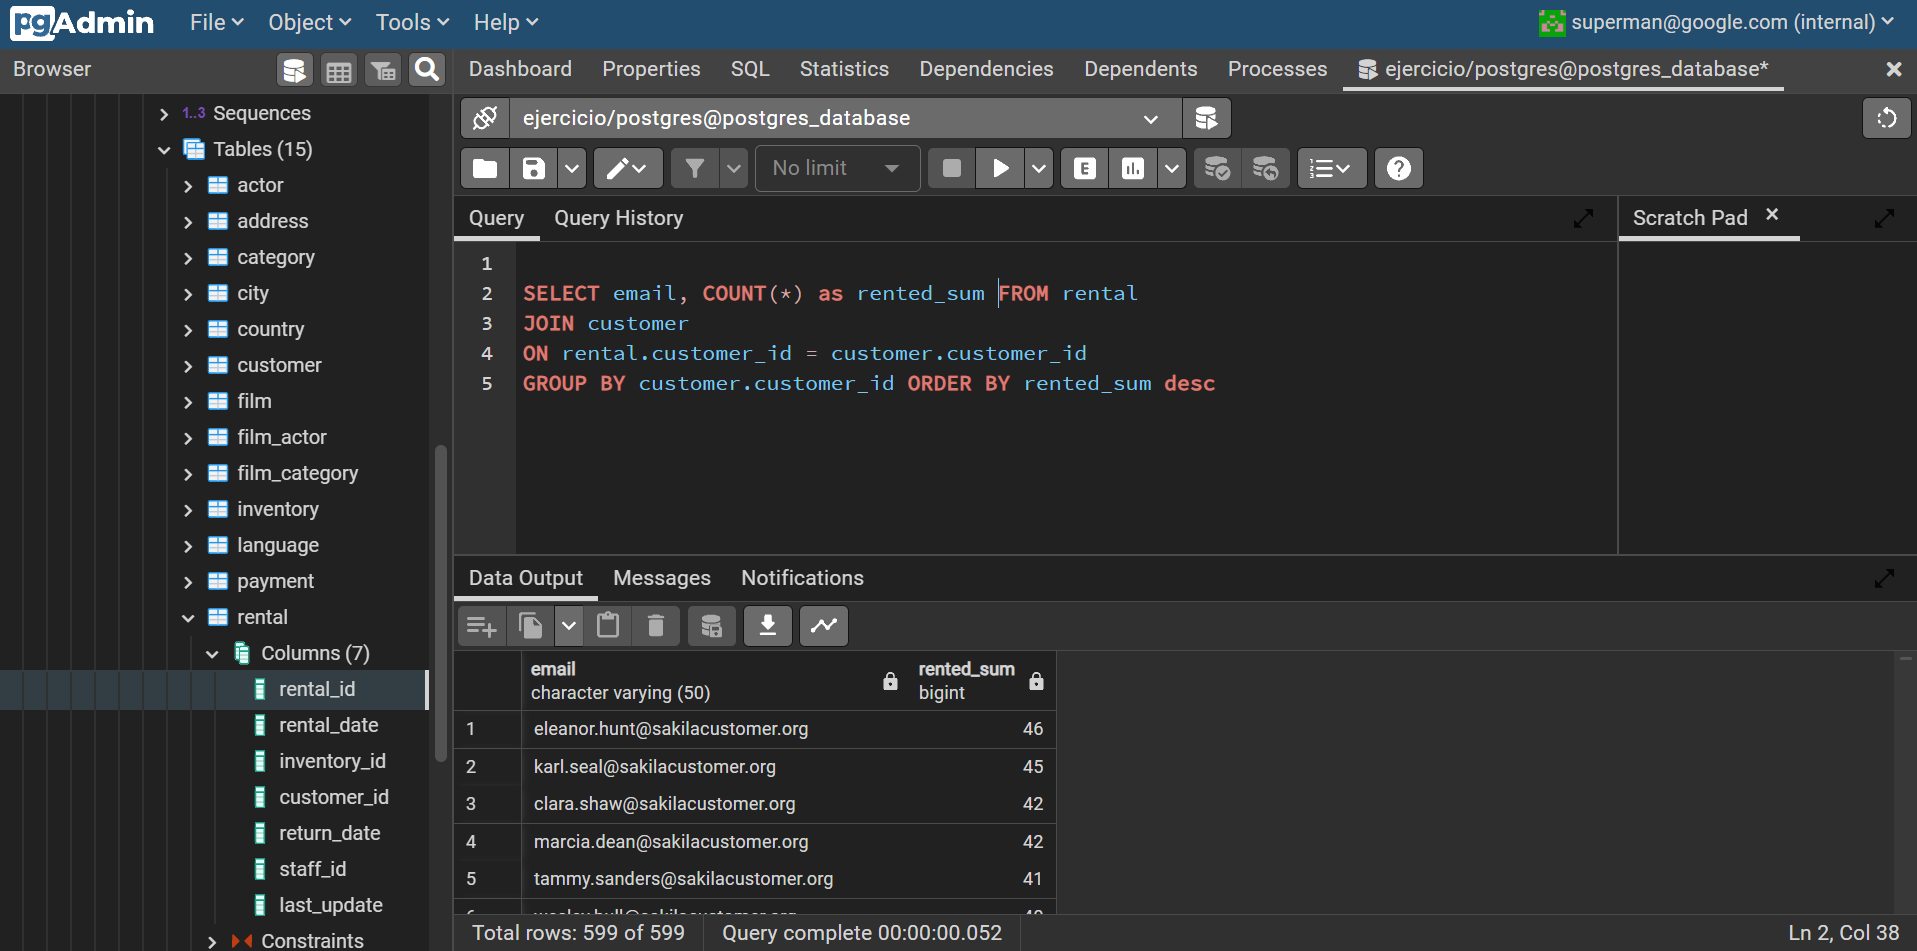 pgAdmin
File
Object
Tools
Help
superman@google.com (internal)
Browser
Dashboard
Properties
SQL
Statistics
Dependencies
Dependents
Processes
ejercicio/postgres@postgres_database*
1..3 Sequences
Tables (15)
actor
address
category
city
country
customer
film
film_actor
film_category
inventory
language
payment
rental
Columns (7)
rental_id
rental_date
inventory_id
customer_id
return_date
staff_id
last_update
Constraints
ejercicio/postgres@postgres_database
No limit
E
Query
Query History
Scratch Pad
1
2 SELECT email, COUNT(*) as rented_sum FROM rental
3 JOIN customer
4 ON rental.customer_id = customer.customer_id
5 GROUP BY customer.customer_id ORDER BY rented_sum desc
Data Output
Messages
Notifications
email
character varying (50)
rented_sum
bigint
1 eleanor.hunt@sakilacustomer.org 46
2 karl.seal@sakilacustomer.org 45
3 clara.shaw@sakilacustomer.org 42
4 marcia.dean@sakilacustomer.org 42
5 tammy.sanders@sakilacustomer.org 41
Total rows: 599 of 599
Query complete 00:00:00.052
Ln 2, Col 38